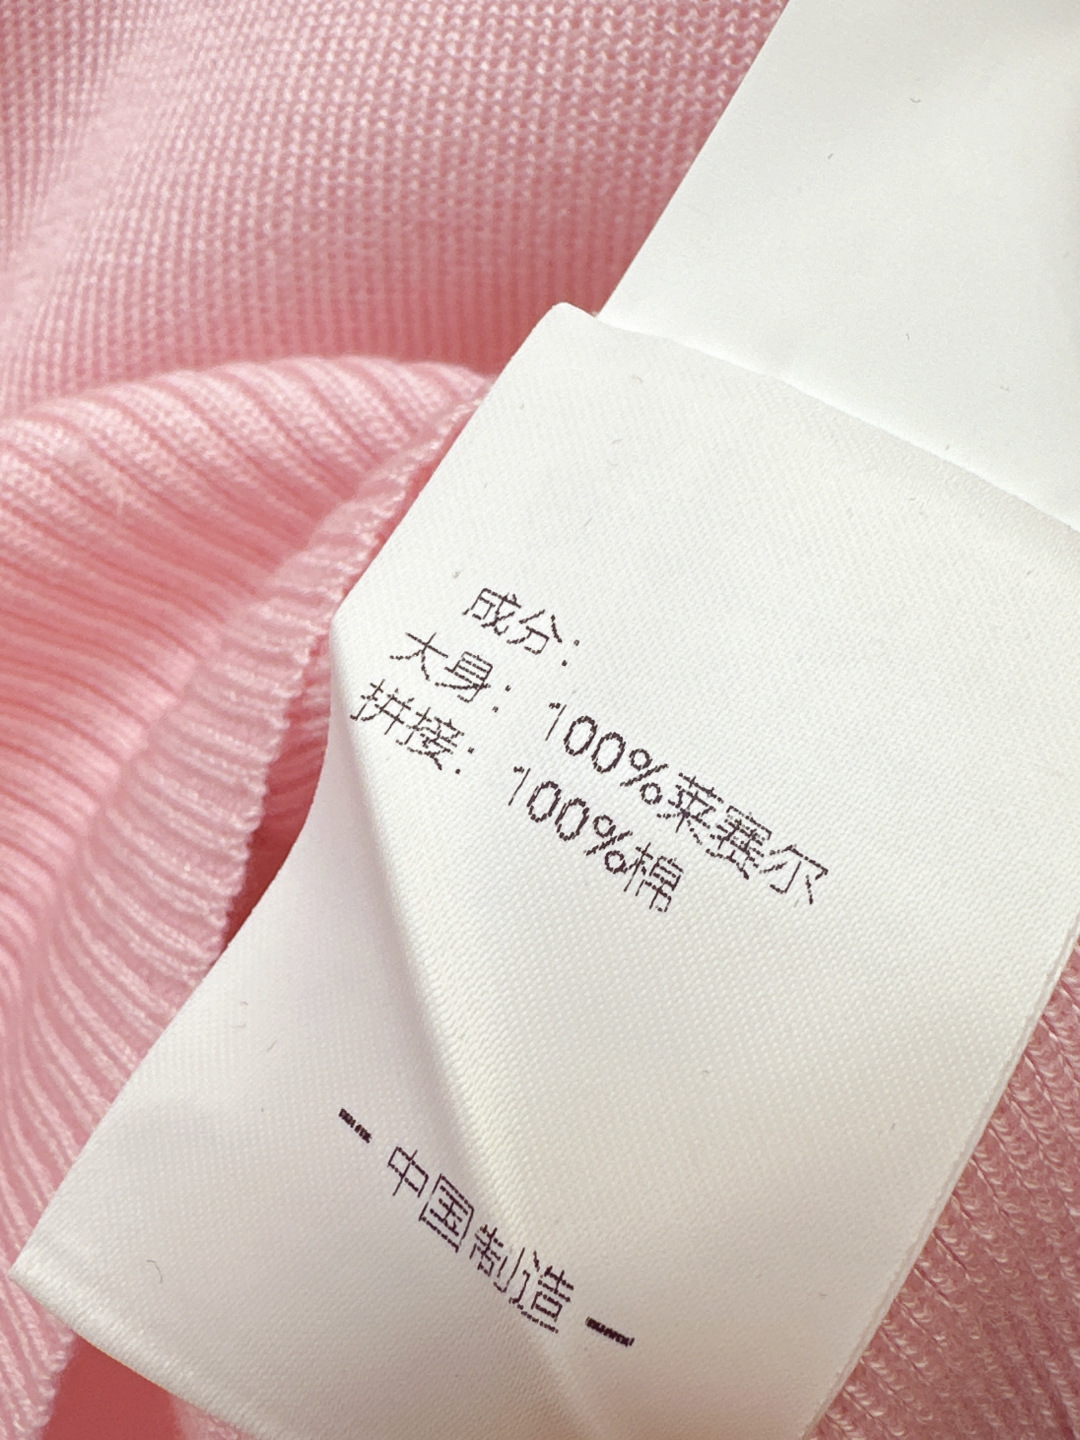 成分：
大身：100%莱赛尔
拼接：100%棉
— 中国制造 —